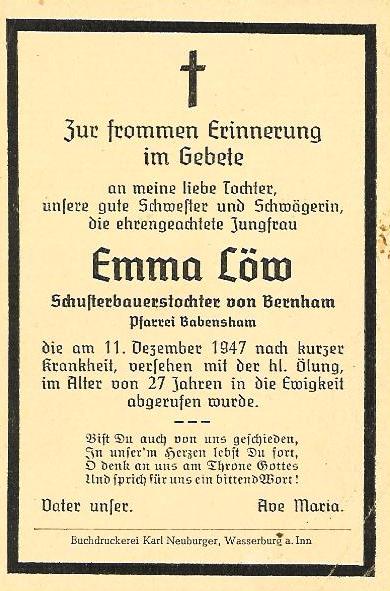 Zur frommen Erinnerung
im Gebete
an meine liebe Tochter,
unsere gute Schwester und Schwägerin,
die ehrengeachtete Jungfrau
Emma Löw
Schusterbauerstochter von Bernham
Pfarrei Babensham
die am 11. Dezember 1947 nach kurzer
Krankheit, versehen mit der hl. Ölung,
im Alter von 27 Jahren in die Ewigkeit
abgerufen wurde.
Bist Du auch von uns geschieden,
In unser'm Herzen lebst Du fort,
O denk an uns am Throne Gottes
Und sprich für uns ein bittend Wort!
Vater unser. Ave Maria.
Buchdruckerei Karl Neuburger, Wasserburg a. Inn